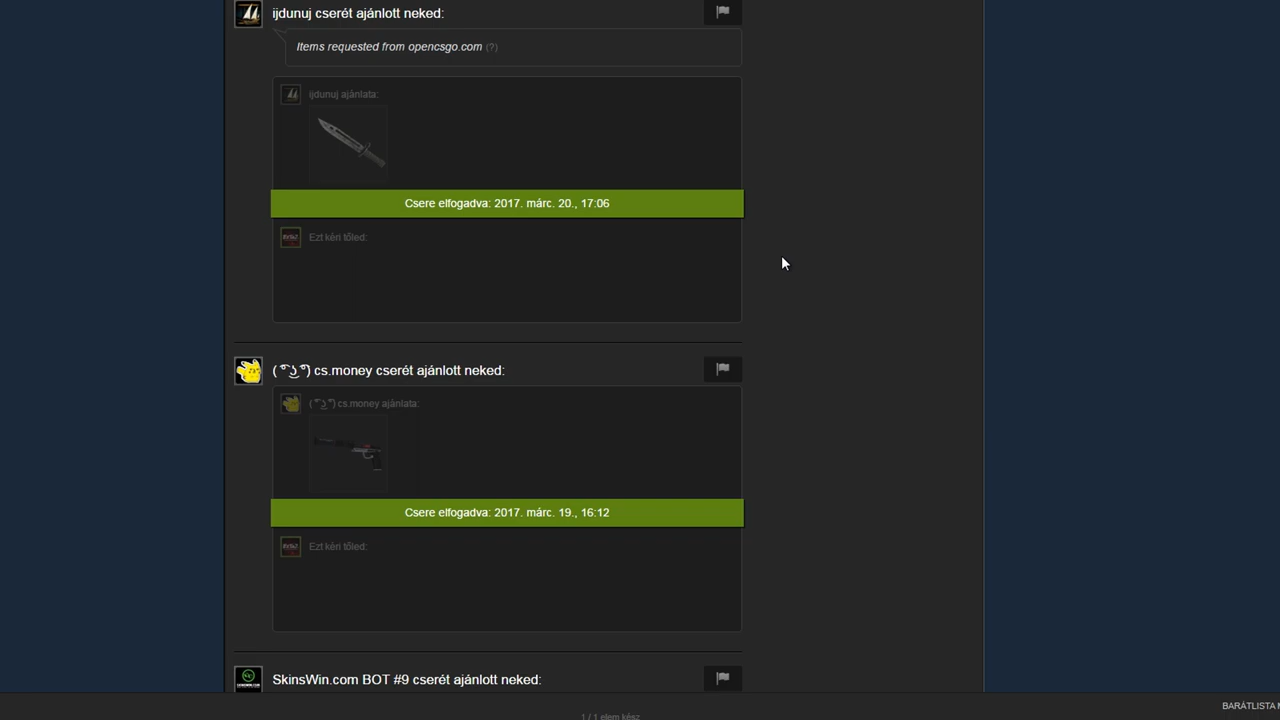 ijdunuj cserét ajánlott neked:
Items requested from opencsgo.com (?)
ijdunuj ajánlata:
Csere elfogadva: 2017. márc. 20., 17:06
Ezt kéri tőled:
( ͡° ͜ʖ ͡°) cs.money cserét ajánlott neked:
( ͡° ͜ʖ ͡°) cs.money ajánlata:
Csere elfogadva: 2017. márc. 19., 16:12
Ezt kéri tőled:
SkinsWin.com BOT #9 cserét ajánlott neked:
BARÁTLISTA
1 / 1 elem kész